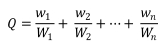 Q = w₁/W₁ + w₂/W₂ + ⋯ + wₙ/Wₙ